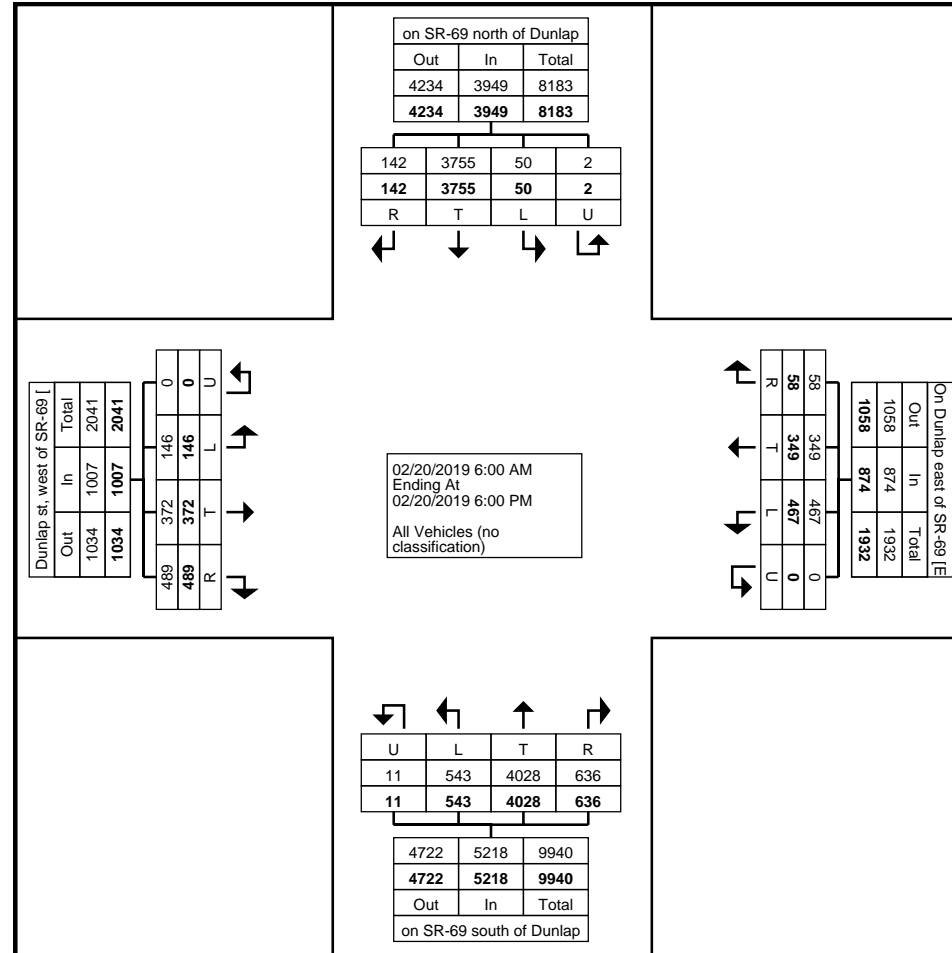 on SR-69 north of Dunlap
Out In Total
4234 3949 8183
4234 3949 8183
142 3755 50 2
142 3755 50 2
R T L U
Dunlap st, west of SR-69 [
Out In Total
1034 1007 2041
1034 1007 2041
489 372 146 0
489 372 146 0
R T L U
02/20/2019 6:00 AM
Ending At
02/20/2019 6:00 PM
All Vehicles (no
classification)
On Dunlap east of SR-69 [E
Out In Total
1058 874 1932
1058 874 1932
58 349 467 0
58 349 467 0
R T L U
U L T R
11 543 4028 636
11 543 4028 636
4722 5218 9940
4722 5218 9940
Out In Total
on SR-69 south of Dunlap